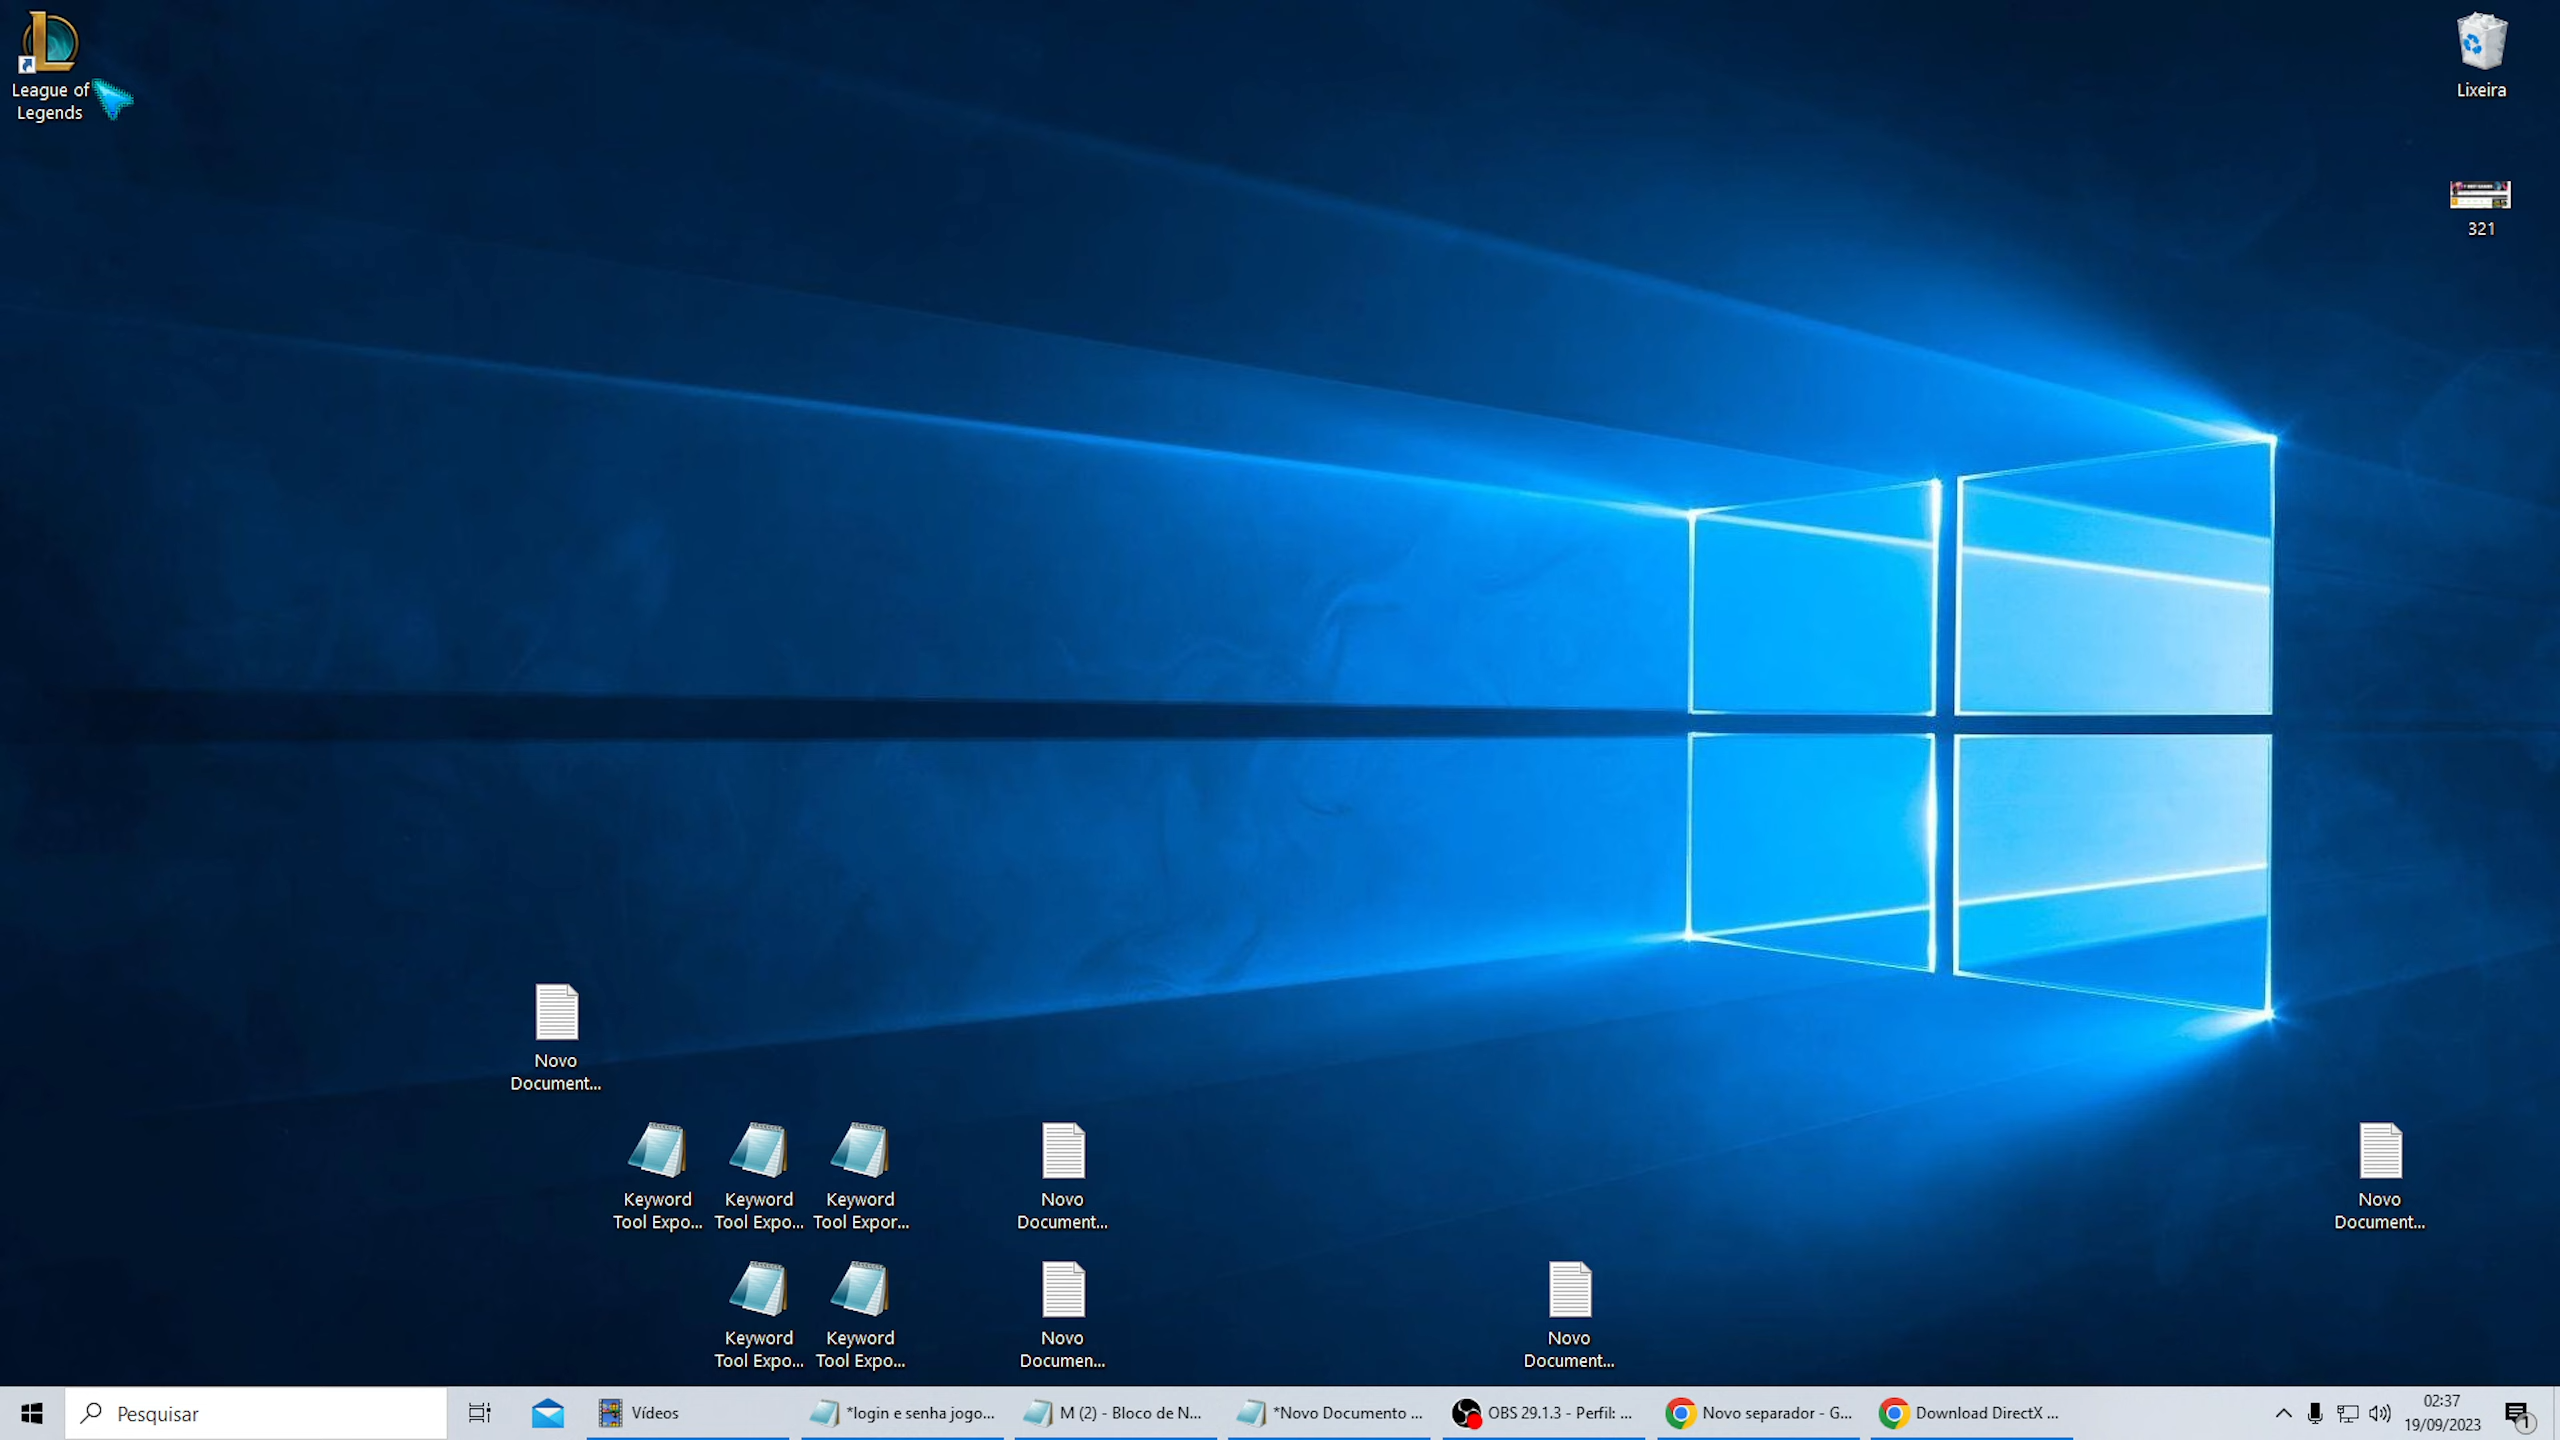 League of
Legends
Lixeira
321
Novo
Document...
Keyword
Tool Expo...
Keyword
Tool Expo...
Keyword
Tool Expor...
Novo
Document...
Novo
Document...
Keyword
Tool Expo...
Keyword
Tool Expo...
Novo
Documen...
Novo
Document...
Pesquisar
Vídeos
*login e senha jogo...
M (2) - Bloco de N...
*Novo Documento ...
OBS 29.1.3 - Perfil: ...
Novo separador - G...
Download DirectX ...
02:37
19/09/2023
1